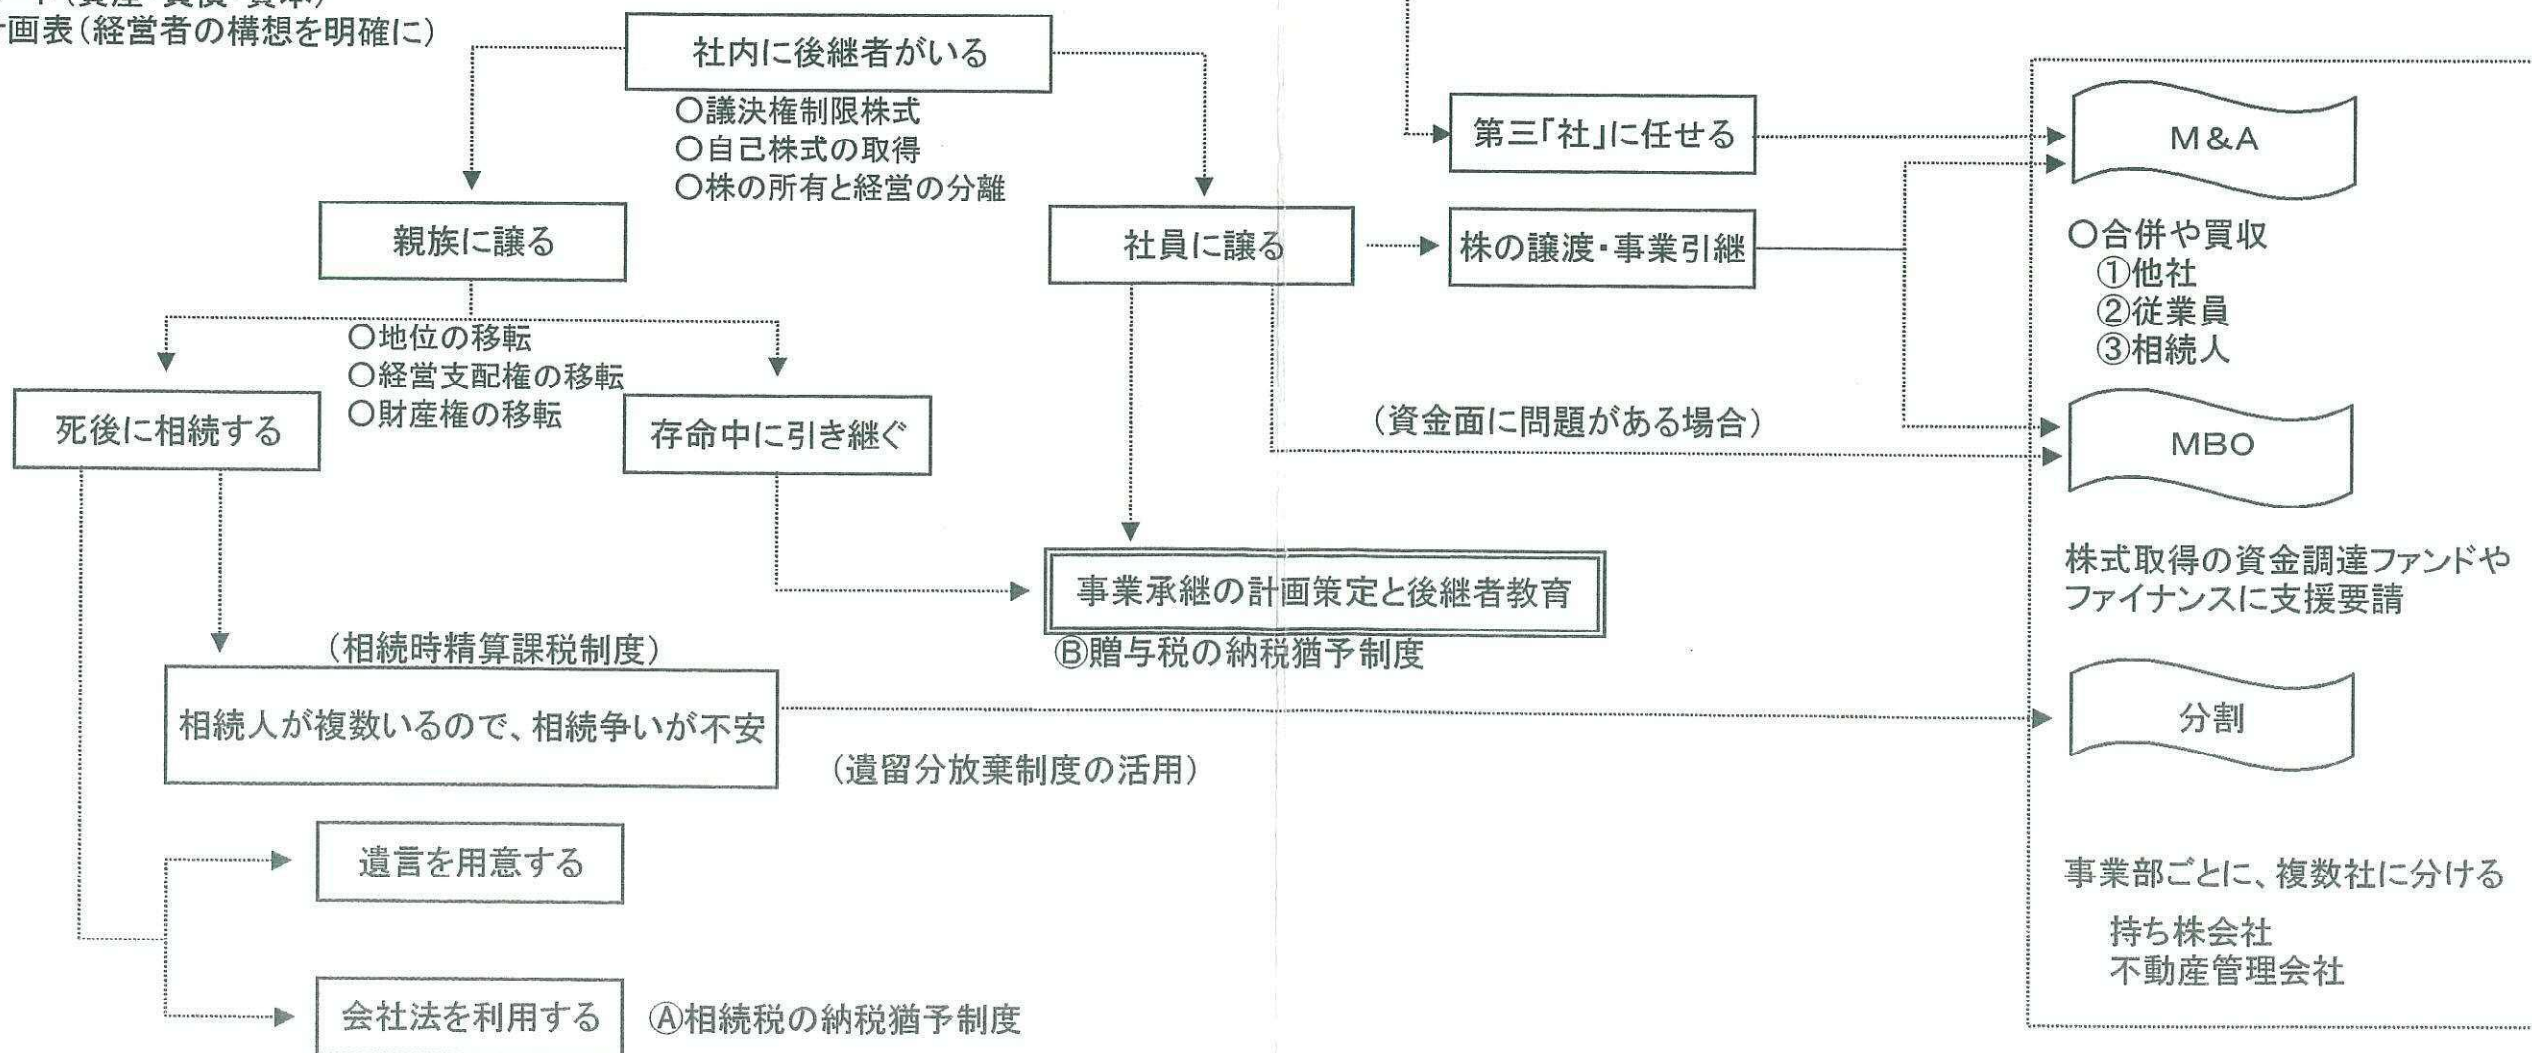 計画表(経営者の構想を明確に)
社内に後継者がいる
○議決権制限株式
○自己株式の取得
○株の所有と経営の分離
第三「社」に任せる
M&A
親族に譲る
社員に譲る
株の譲渡・事業引継
○合併や買収
①他社
②従業員
③相続人
○地位の移転
○経営支配権の移転
○財産権の移転
死後に相続する
存命中に引き継ぐ
(資金面に問題がある場合)
MBO
株式取得の資金調達ファンドや
ファイナンスに支援要請
事業承継の計画策定と後継者教育
Ⓑ贈与税の納税猶予制度
(相続時精算課税制度)
相続人が複数いるので、相続争いが不安
(遺留分放棄制度の活用)
分割
遺言を用意する
事業部ごとに、複数社に分ける
持ち株会社
不動産管理会社
会社法を利用する
Ⓐ相続税の納税猶予制度